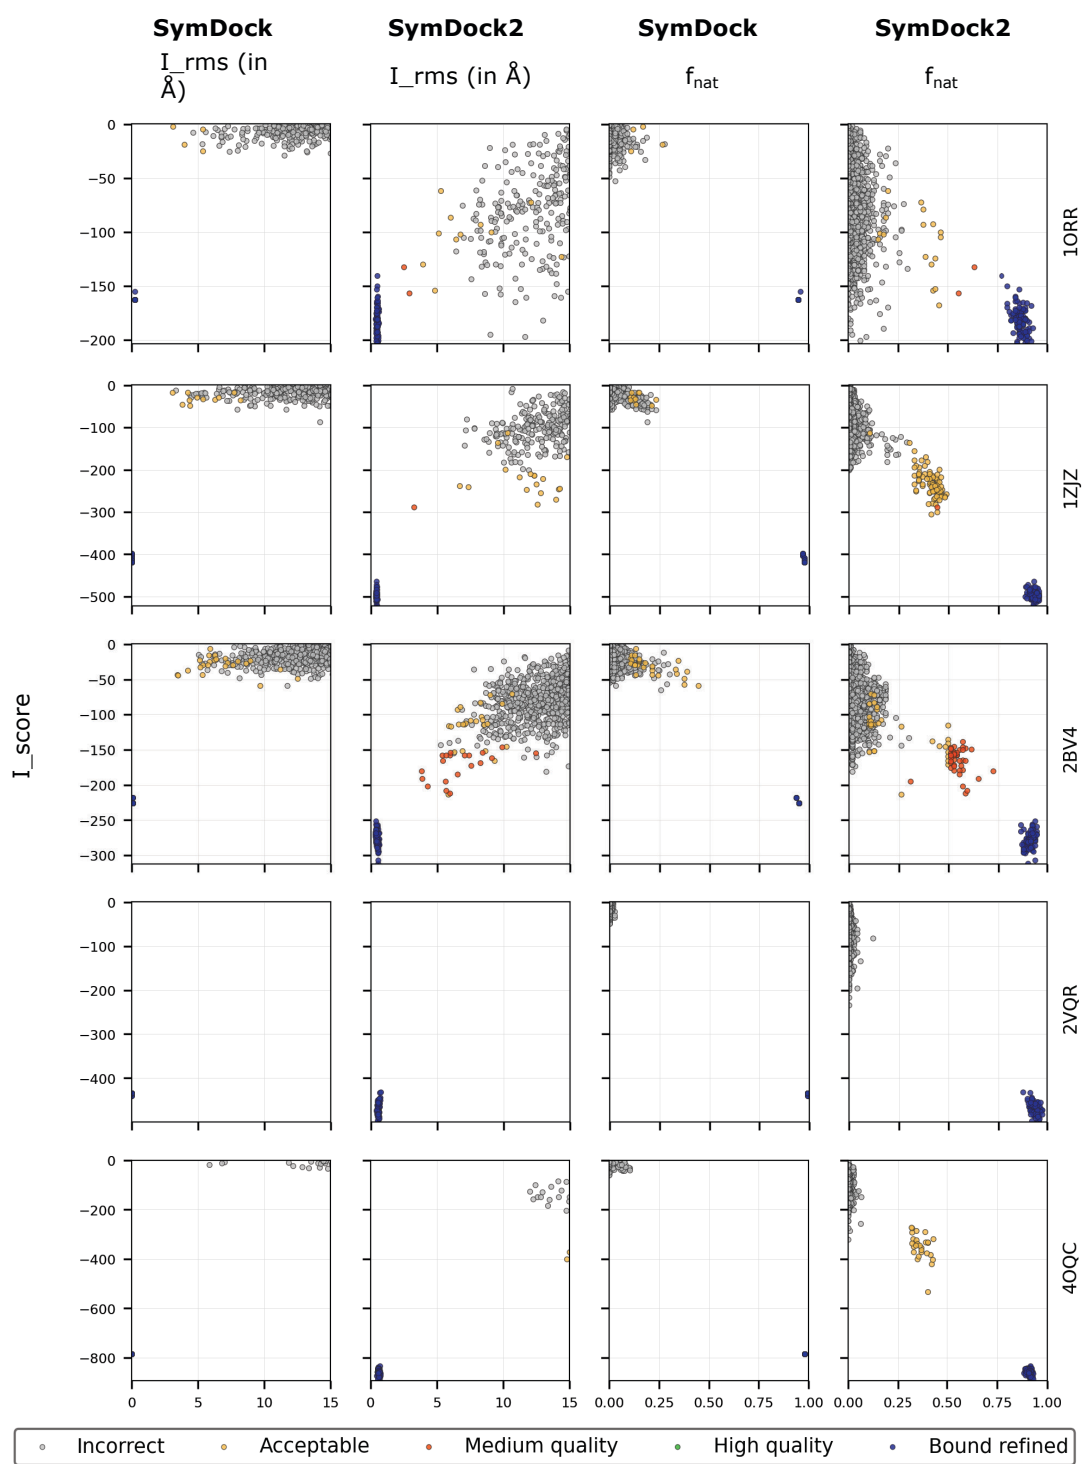 SymDock SymDock2 SymDock SymDock2
I_rms (in
Å) I_rms (in Å) f_nat f_nat
0
−50
−100
−150
−200
1ORR
0
−100
−200
−300
−400
−500
1ZJZ
0
−50
−100
−150
−200
−250
−300
2BV4
I_score
0
−100
−200
−300
−400
2VQR
0
−200
−400
−600
−800
4OQC
0 5 10 15 0 5 10 15 0.00 0.25 0.50 0.75 1.00 0.00 0.25 0.50 0.75 1.00
Incorrect Acceptable Medium quality High quality Bound refined